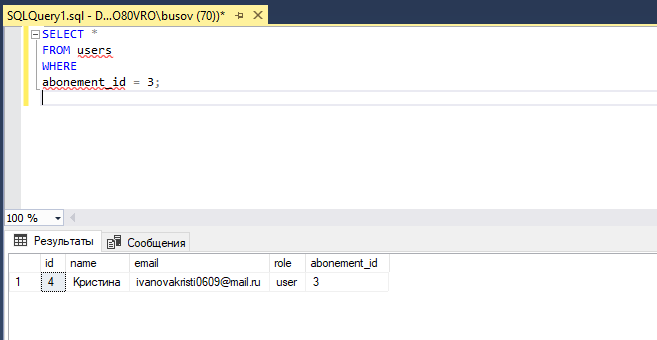 SQLQuery1.sql - D...O80VRO\busov (70))*
SELECT *
FROM users
WHERE
abonement_id = 3;
100 %
Результаты Сообщения
id name email role abonement_id
1 4 Кристина ivanovakristi0609@mail.ru user 3